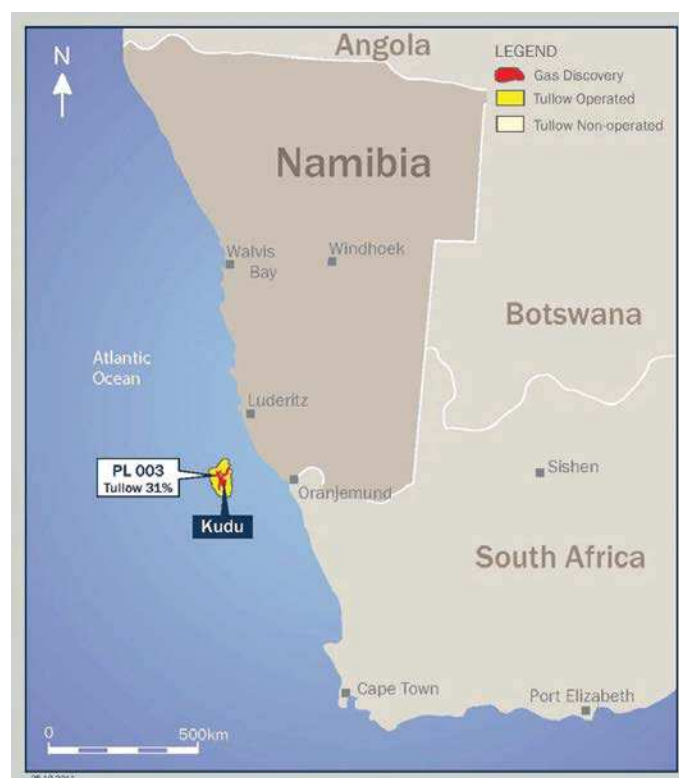 Angola
N
LEGEND
Gas Discovery
Tullow Operated
Tullow Non-operated
Namibia
Walvis
Bay
Windhoek
Botswana
Atlantic
Ocean
Luderitz
PL 003
Tullow 31%
Sishen
Oranjemund
Kudu
South Africa
Cape Town
Port Elizabeth
0
500km